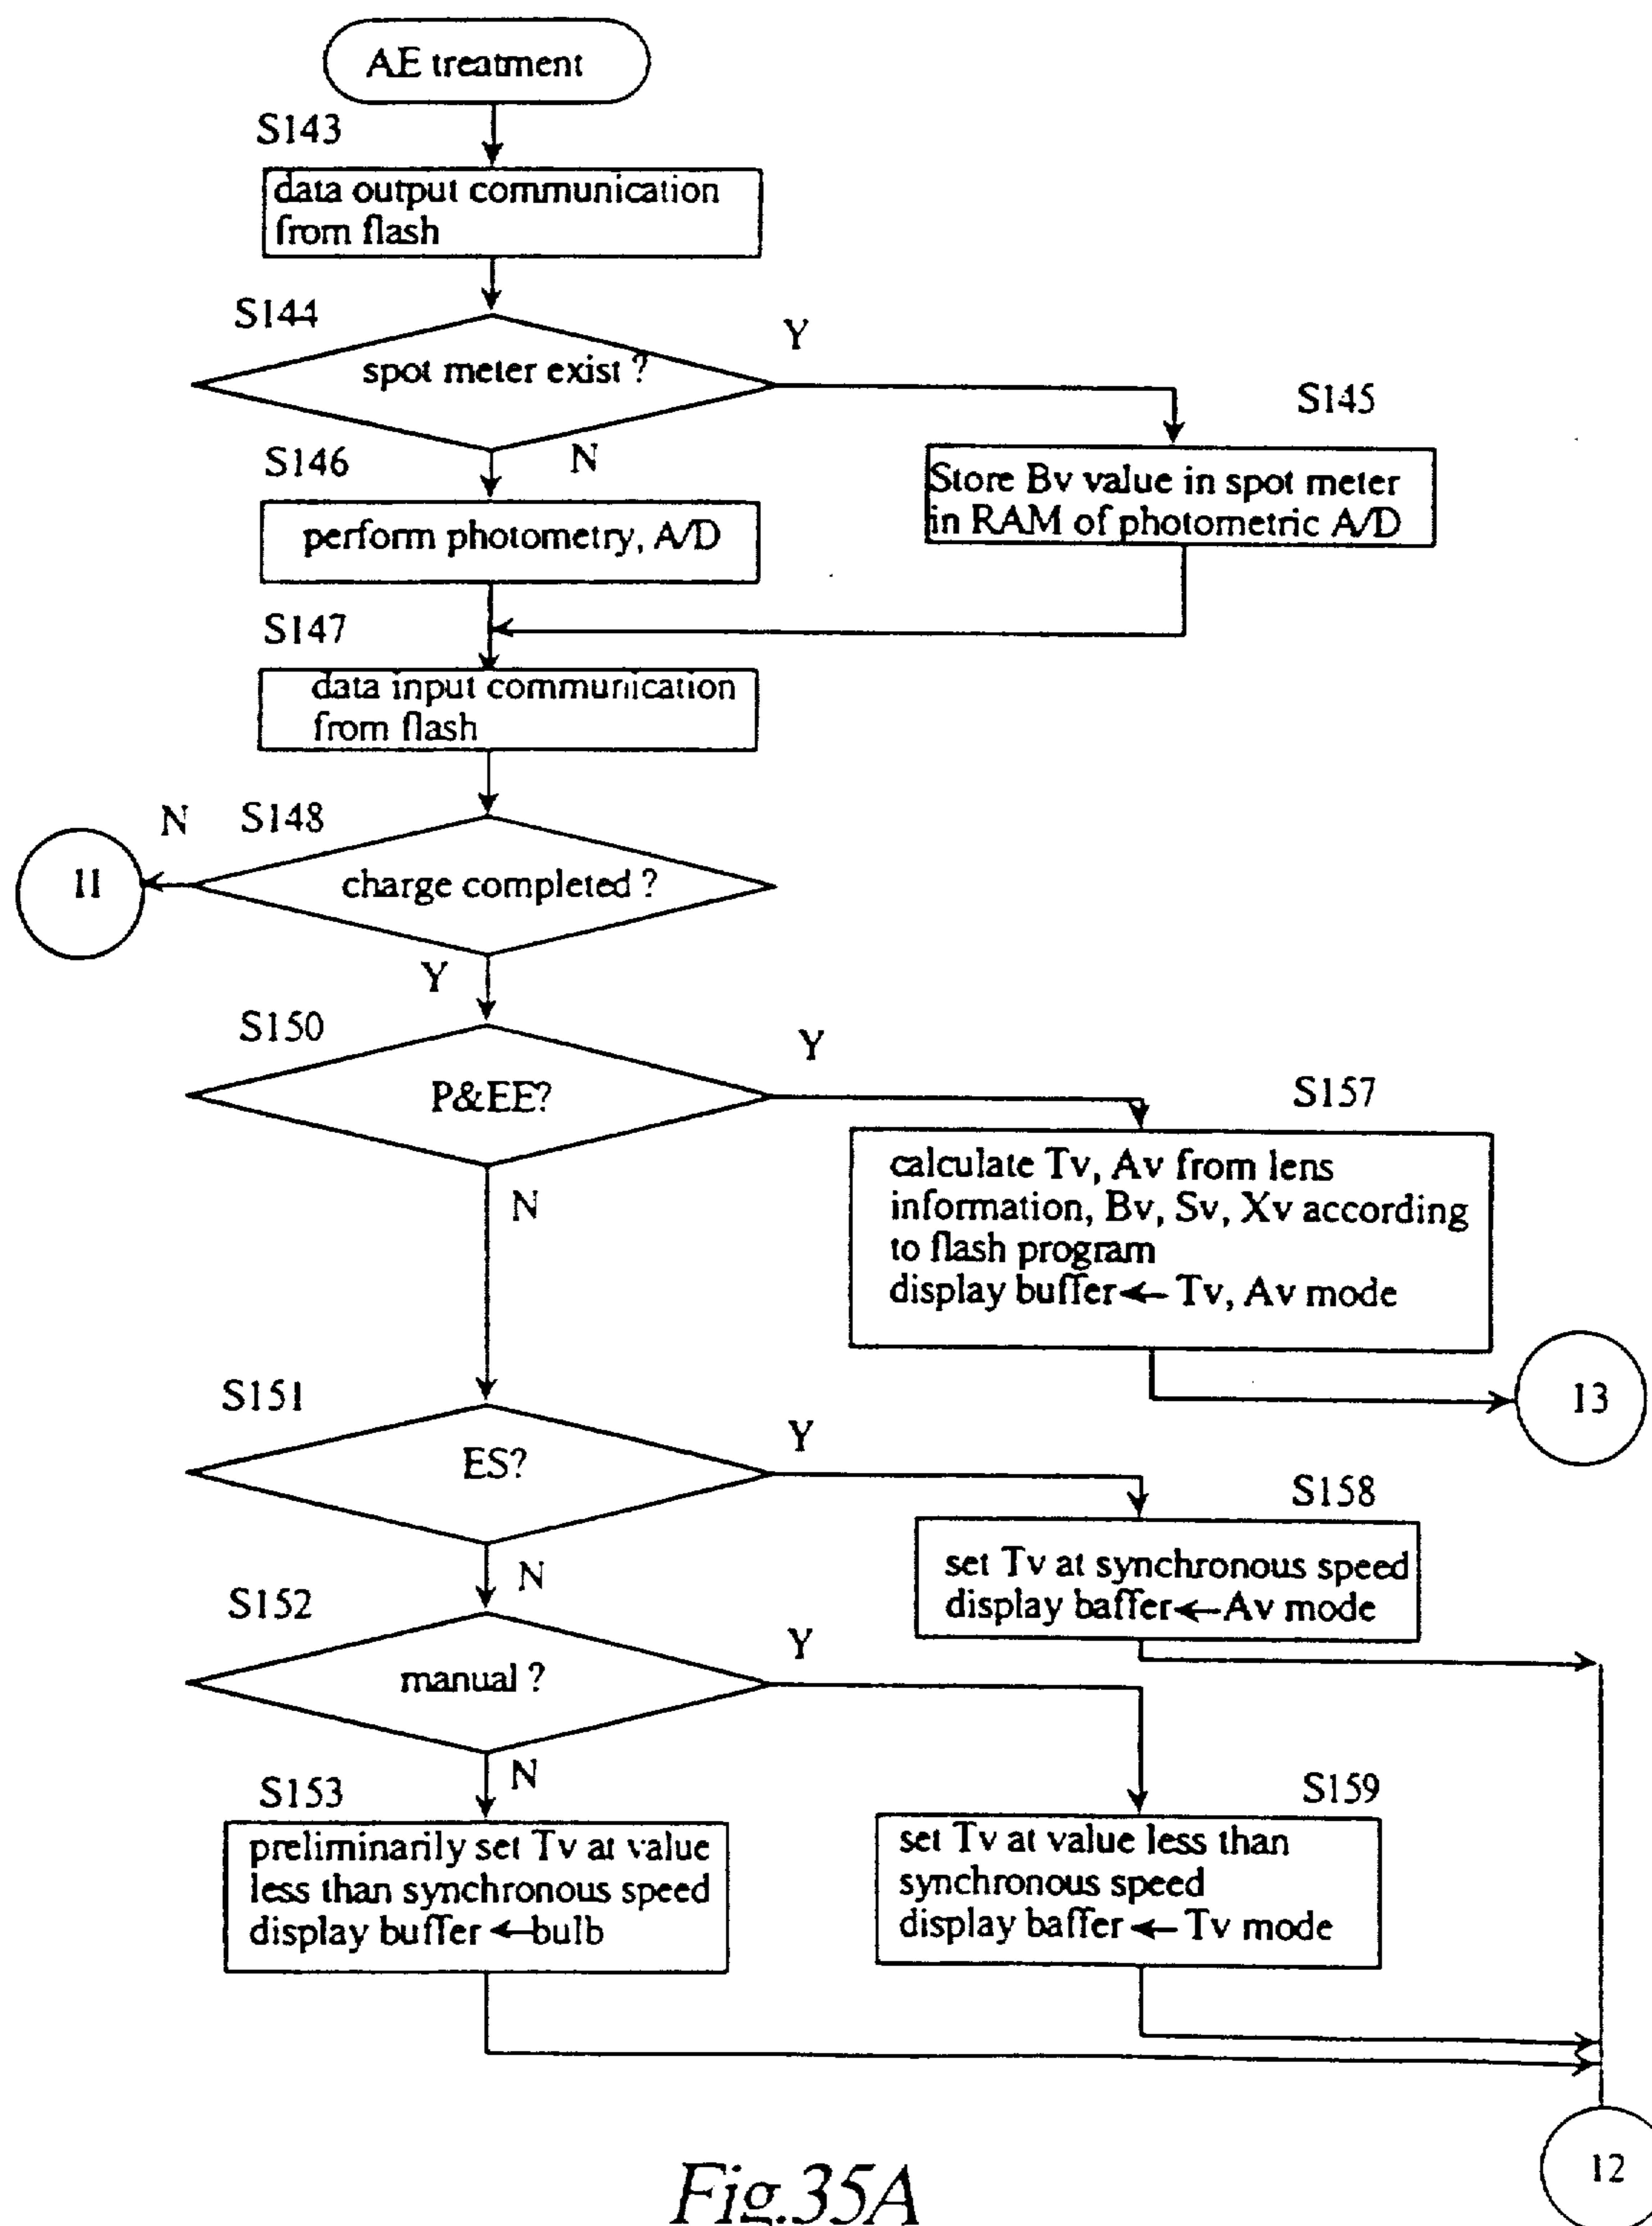 AE treatment
S143
data output communication
from flash
S144
spot meter exist ?
Y
S145
Store Bv value in spot meter
in RAM of photometric A/D
N
S146
perform photometry, A/D
S147
data input communication
from flash
S148
N
11
charge completed ?
Y
S150
P&EE?
Y
S157
calculate Tv, Av from lens
information, Bv, Sv, Xv according
to flash program
display buffer← Tv, Av mode
13
N
S151
ES?
Y
S158
set Tv at synchronous speed
display baffer←Av mode
N
S152
manual ?
Y
S159
set Tv at value less than
synchronous speed
display baffer← Tv mode
N
S153
preliminarily set Tv at value
less than synchronous speed
display buffer←bulb
12
Fig.35A